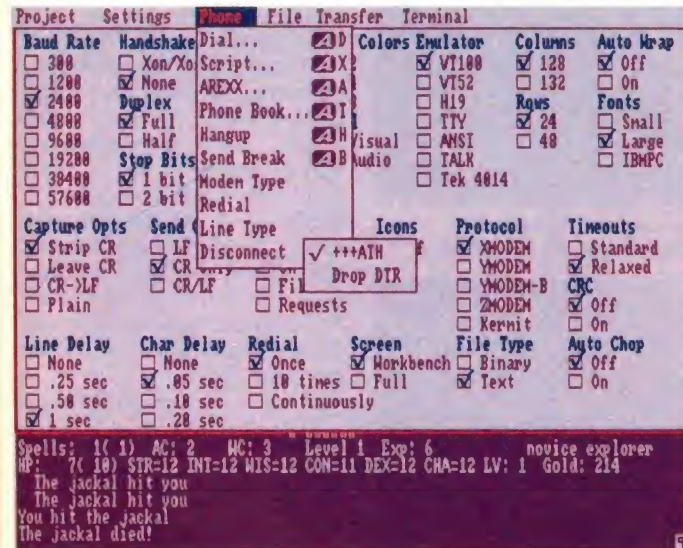 Project Settings Phone File Transfer Terminal
Baud Rate Handshake Colors Emulator Columns Auto Wrap
300 Xon/Xo VT100 128 Off
1200 None VT52 132 On
2400 Duplex H19 Rows Fonts
4800 Full TTY 24 Small
9600 Half Visual ANSI 48 Large
19200 Stop Bits Audio TALK IBMPC
38400 1 bit Tek 4014
57600 2 bit
Dial... A D
Script... A X
AREXX... A A
Phone Book... A I
Hangup A H
Send Break A B
Modem Type
Redial
Line Type
Disconnect
+++ATH
Drop DTR
Capture Opts Send Icons Protocol Timeouts
Strip CR LF XMODEM Standard
Leave CR CR YMODEM Relaxed
CR->LF CR/LF Fil YMODEM-B CRC
Plain Requests ZMODEM Off
Kermit On
Line Delay Char Delay Redial Screen File Type Auto Chop
None None Once Workbench Binary Off
.25 sec .05 sec 10 times Full Text On
.50 sec .10 sec Continuously
1 sec .20 sec
Spells: 1( 1) AC: 2 WC: 3 Level 1 Exp: 6 novice explorer
HP: 7( 10) STR=12 INT=12 WIS=12 CON=11 DEX=12 CHA=12 LV: 1 Gold: 214
The jackal hit you
The jackal hit you
You hit the jackal
The jackal died!